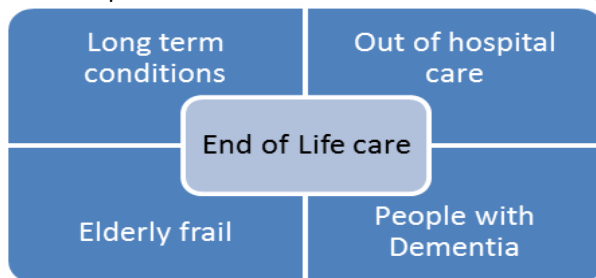 Long term
conditions
Out of hospital
care
End of Life care
Elderly frail
People with
Dementia